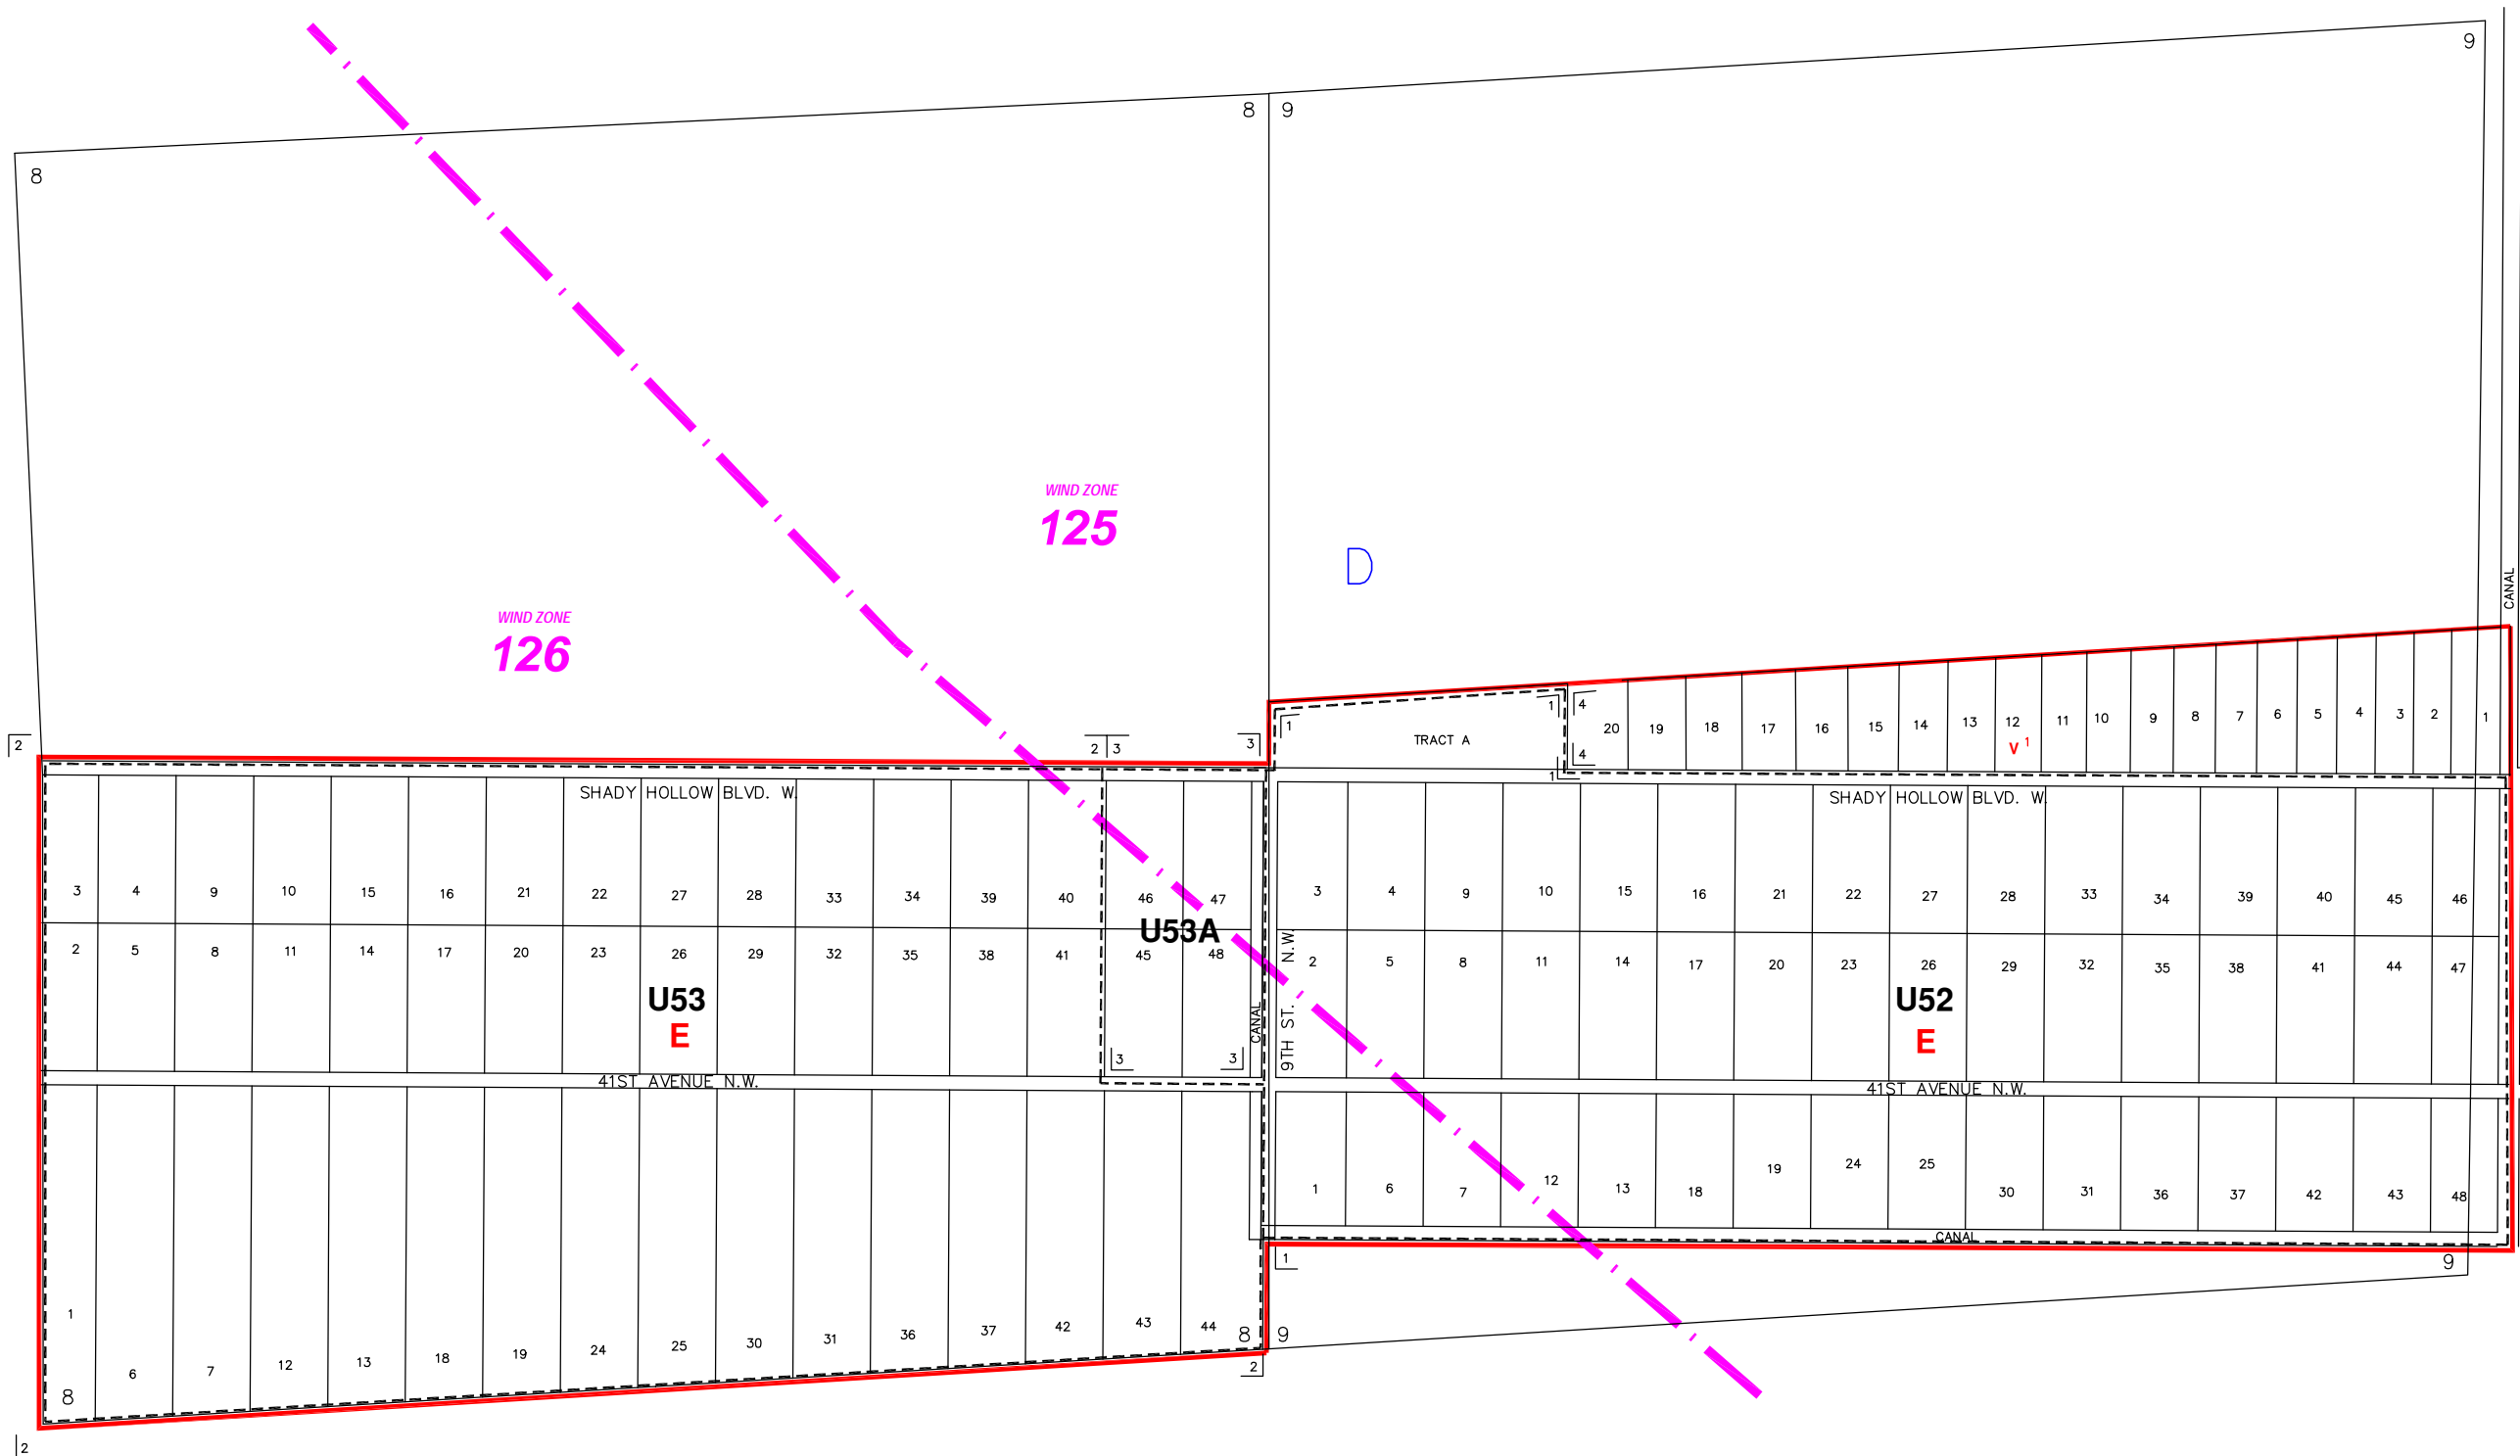 9
8 9
8
WIND ZONE
125
D
CANAL
WIND ZONE
126
2
2 3
3
1
1
4
TRACT A
4
1
20 19 18 17 16 15 14 13 12 11 10 9 8 7 6 5 4 3 2 1
V 1
SHADY HOLLOW BLVD. W.
SHADY HOLLOW BLVD. W.
3 4 9 10 15 16 21 22 27 28 33 34 39 40 46 47
3 4 9 10 15 16 21 22 27 28 33 34 39 40 45 46
U53A
2 5 8 11 14 17 20 23 26 29 32 35 38 41 45 48
2 5 8 11 14 17 20 23 26 29 32 35 38 41 44 47
U53
E
U52
E
CANAL
9TH ST. N.W.
3 3
41ST AVENUE N.W.
41ST AVENUE N.W.
1 6 7 12 13 18 19 24 25 30 31 36 37 42 43 48
CANAL
1
9
1 6 7 12 13 18 19 24 25 30 31 36 37 42 43 44
8 9
2
8
2